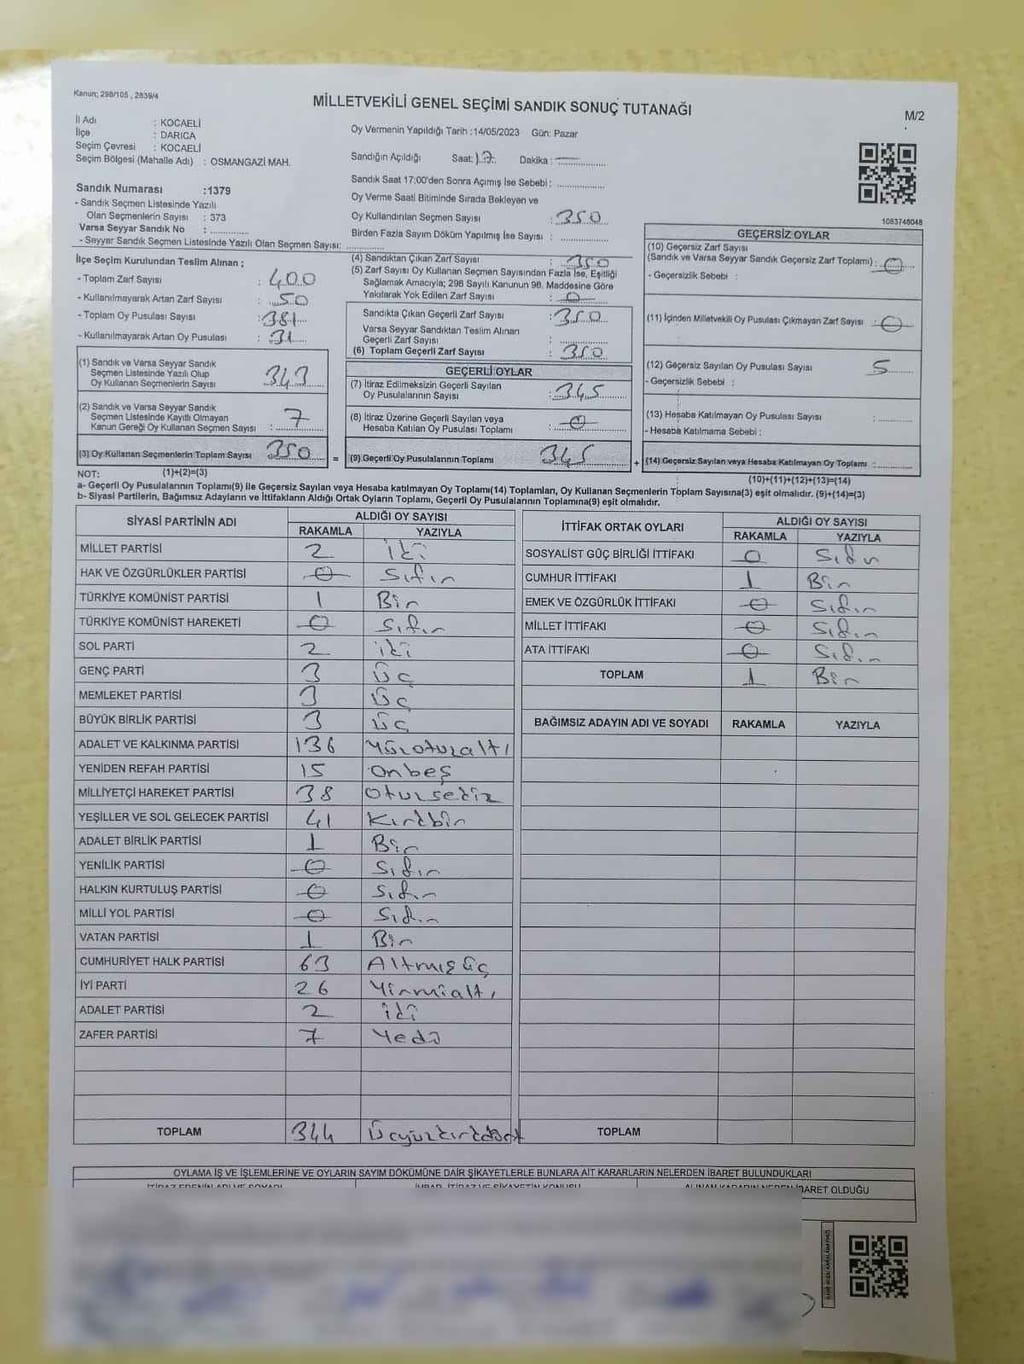 Kanun; 298/105 , 2839/4
MİLLETVEKİLİ GENEL SEÇİMİ SANDIK SONUÇ TUTANAĞI
M/2
İl Adı : KOCAELİ
İlçe : DARICA
Seçim Çevresi : KOCAELİ
Seçim Bölgesi (Mahalle Adı) : OSMANGAZİ MAH.
Oy Vermenin Yapıldığı Tarih :14/05/2023 Gün: Pazar
Sandığın Açıldığı Saat: 17 Dakika :
Sandık Saat 17:00'den Sonra Açımış İse Sebebi :
Oy Verme Saati Bitiminde Sırada Bekleyen ve
Oy Kullandırılan Seçmen Sayısı : 350
Birden Fazla Sayım Döküm Yapılmış İse Sayısı :
Sandık Numarası :1379
- Sandık Seçmen Listesinde Yazılı
Olan Seçmenlerin Sayısı : 373
Varsa Seyyar Sandık No :
- Seyyar Sandık Seçmen Listesinde Yazılı Olan Seçmen Sayısı:
İlçe Seçim Kurulundan Teslim Alınan ;
- Toplam Zarf Sayısı : 400
- Kullanılmayarak Artan Zarf Sayısı : 50
- Toplam Oy Pusulası Sayısı : 381
- Kullanılmayarak Artan Oy Pusulası : 31
(1) Sandık ve Varsa Seyyar Sandık
Seçmen Listesinde Yazılı Olup
Oy Kullanan Seçmenlerin Sayısı : 343
(2) Sandık ve Varsa Seyyar Sandık
Seçmen Listesinde Kayıtlı Olmayan
Kanun Gereği Oy Kullanan Seçmen Sayısı : 7
(3) Oy Kullanan Seçmenlerin Toplam Sayısı 350
(4) Sandıktan Çıkan Zarf Sayısı : 350
(5) Zarf Sayısı Oy Kullanan Seçmen Sayısından Fazla İse, Eşitliği
Sağlamak Amacıyla; 298 Sayılı Kanunun 98. Maddesine Göre
Yakılarak Yok Edilen Zarf Sayısı : 0
Sandıkta Çıkan Geçerli Zarf Sayısı : 350
Varsa Seyyar Sandıktan Teslim Alınan
Geçerli Zarf Sayısı :
(6) Toplam Geçerli Zarf Sayısı : 350
GEÇERLİ OYLAR
(7) İtiraz Edilmeksizin Geçerli Sayılan
Oy Pusulalarının Sayısı : 345
(8) İtiraz Üzerine Geçerli Sayılan veya
Hesaba Katılan Oy Pusulası Toplamı : 0
= (9) Geçerli Oy Pusulalarının Toplamı 345
1083748048
GEÇERSİZ OYLAR
(10) Geçersiz Zarf Sayısı
(Sandık ve Varsa Seyyar Sandık Geçersiz Zarf Toplamı) : 0
- Geçersizlik Sebebi :
(11) İçinden Milletvekili Oy Pusulası Çıkmayan Zarf Sayısı : 0
(12) Geçersiz Sayılan Oy Pusulası Sayısı : 5
- Geçersizlik Sebebi :
(13) Hesaba Katılmayan Oy Pusulası Sayısı :
- Hesaba Katılmama Sebebi :
+ (14) Geçersiz Sayılan veya Hesaba Katılmayan Oy Toplamı :
NOT: (1)+(2)=(3)
(10)+(11)+(12)+(13)=(14)
a- Geçerli Oy Pusulalarının Toplamı(9) ile Geçersiz Sayılan veya Hesaba Katılmayan Oy Toplamı(14) Toplamları, Oy Kullanan Seçmenlerin Toplam Sayısına(3) eşit olmalıdır. (9)+(14)=(3)
b- Siyasi Partilerin, Bağımsız Adayların ve İttifakların Aldığı Ortak Oyların Toplamı, Geçerli Oy Pusulalarının Toplamına(9) eşit olmalıdır.
SİYASİ PARTİNİN ADI ALDIĞI OY SAYISI
RAKAMLA YAZIYLA
MİLLET PARTİSİ 2 iki
HAK VE ÖZGÜRLÜKLER PARTİSİ 0 Sıfır
TÜRKİYE KOMÜNİST PARTİSİ 1 Bir
TÜRKİYE KOMÜNİST HAREKETİ 0 Sıfır
SOL PARTİ 2 iki
GENÇ PARTİ 3 Üç
MEMLEKET PARTİSİ 3 Üç
BÜYÜK BİRLİK PARTİSİ 3 Üç
ADALET VE KALKINMA PARTİSİ 136 Yüzotuzaltı
YENİDEN REFAH PARTİSİ 15 Onbeş
MİLLİYETÇİ HAREKET PARTİSİ 38 Otuzsekiz
YEŞİLLER VE SOL GELECEK PARTİSİ 41 Kırkbir
ADALET BİRLİK PARTİSİ 1 Bir
YENİLİK PARTİSİ 0 Sıfır
HALKIN KURTULUŞ PARTİSİ 0 Sıfır
MİLLİ YOL PARTİSİ 0 Sıfır
VATAN PARTİSİ 1 Bir
CUMHURİYET HALK PARTİSİ 63 Altmışüç
İYİ PARTİ 26 Yirmialtı
ADALET PARTİSİ 2 iki
ZAFER PARTİSİ 7 Yedi
TOPLAM 344 Üçyüzkırkdört
İTTİFAK ORTAK OYLARI ALDIĞI OY SAYISI
RAKAMLA YAZIYLA
SOSYALİST GÜÇ BİRLİĞİ İTTİFAKI 0 Sıfır
CUMHUR İTTİFAKI 1 Bir
EMEK VE ÖZGÜRLÜK İTTİFAKI 0 Sıfır
MİLLET İTTİFAKI 0 Sıfır
ATA İTTİFAKI 0 Sıfır
TOPLAM 1 Bir
BAĞIMSIZ ADAYIN ADI VE SOYADI RAKAMLA YAZIYLA
TOPLAM
OYLAMA İŞ VE İŞLEMLERİNE VE OYLARIN SAYIM DÖKÜMÜNE DAİR ŞİKAYETLERLE BUNLARA AİT KARARLARIN NELERDEN İBARET BULUNDUKLARI
İTİRAZ EDENİN ADI VE SOYADI İHBAR, İTİRAZ VE ŞİKAYETİN KONUSU ALINAN KARARIN NEDEN İBARET OLDUĞU